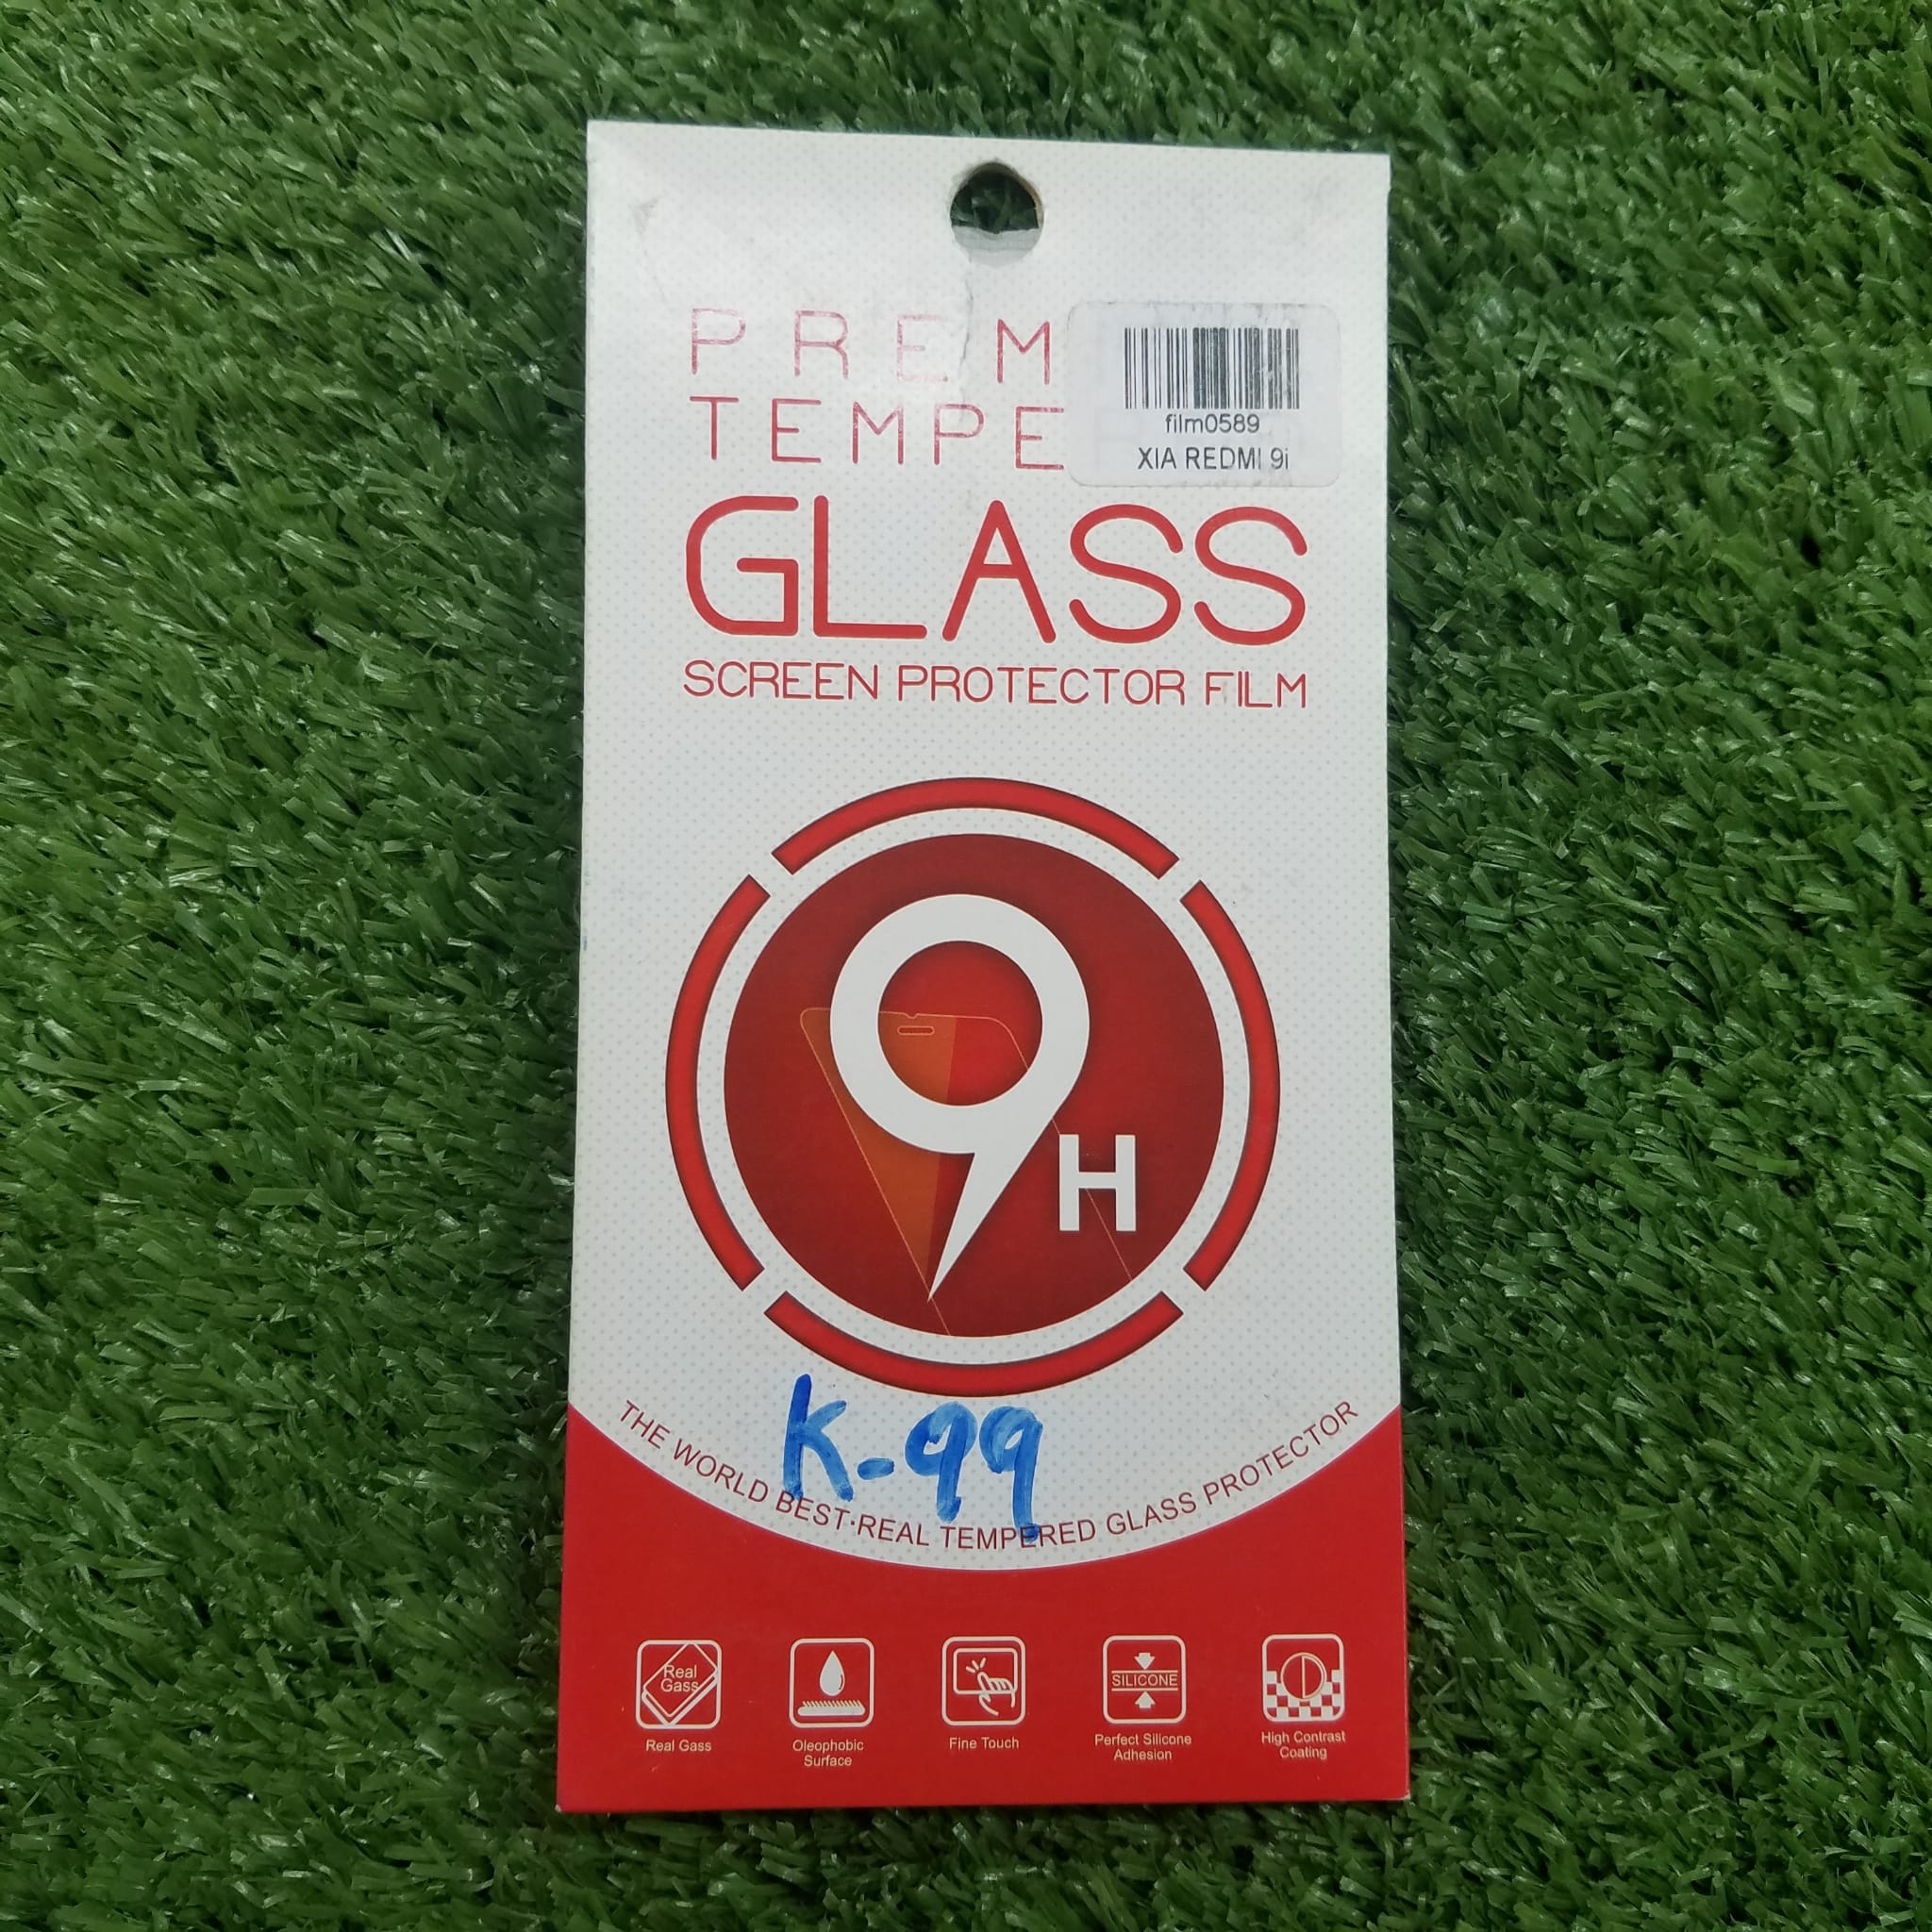 PREM
TEMPE
film0589
XIA REDMI 9i
GLASS
SCREEN PROTECTOR FILM
9H
K-99
THE WORLD BEST·REAL TEMPERED GLASS PROTECTOR
Real
Gass
SILICONE
Real Gass
Oleophobic
Surface
Fine Touch
Perfect Silicone
Adhesion
High Contrast
Coating